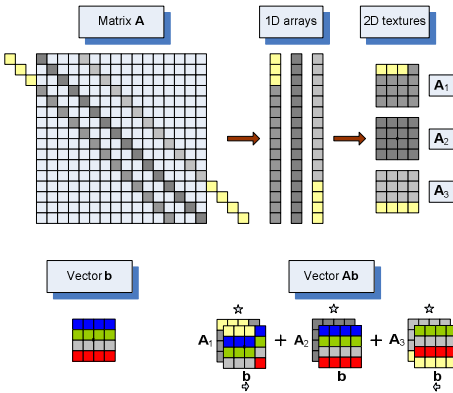 Matrix A
1D arrays
2D textures
A1
A2
A3
Vector b
Vector Ab
A1 + A2 + A3
b b b